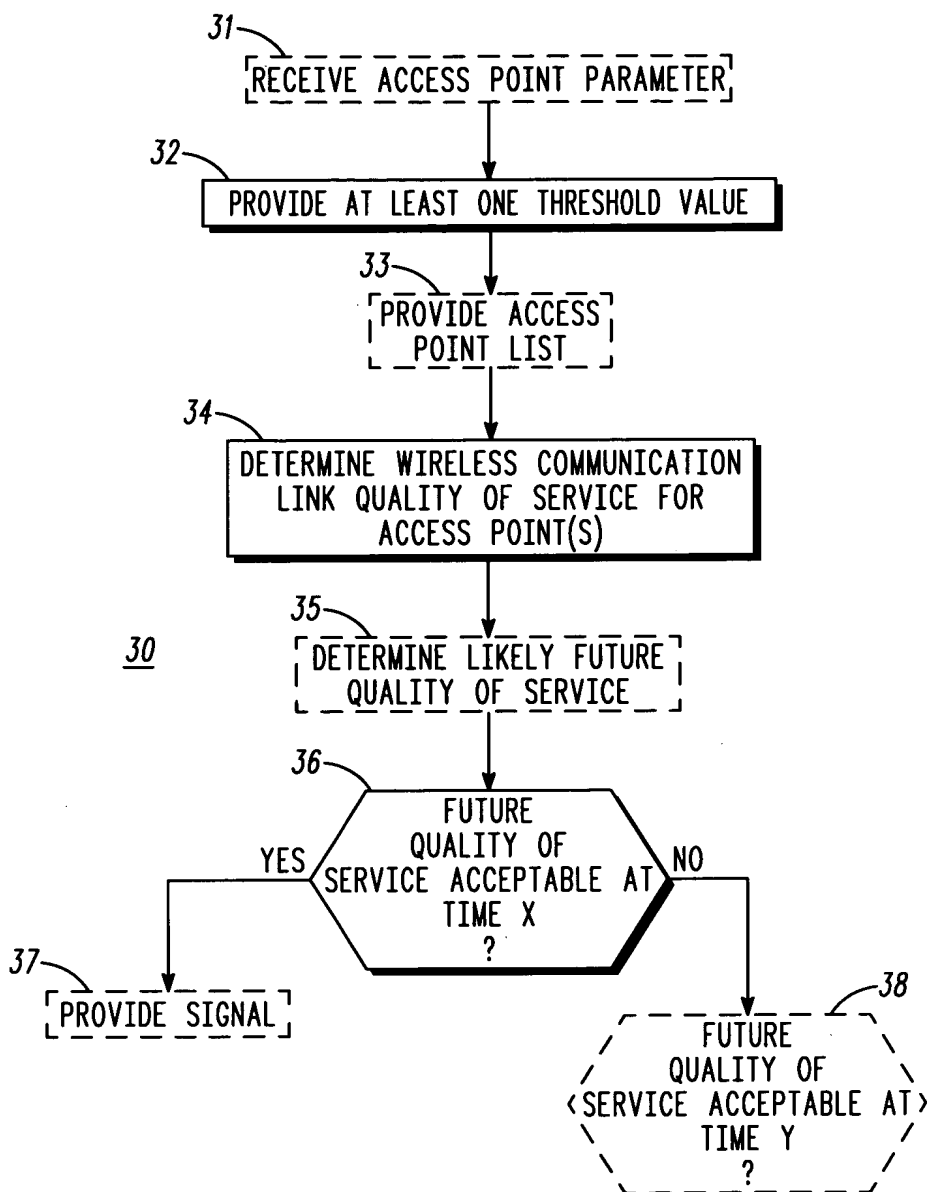 31
RECEIVE ACCESS POINT PARAMETER
32
PROVIDE AT LEAST ONE THRESHOLD VALUE
33
PROVIDE ACCESS
POINT LIST
34
DETERMINE WIRELESS COMMUNICATION
LINK QUALITY OF SERVICE FOR
ACCESS POINT(S)
35
DETERMINE LIKELY FUTURE
QUALITY OF SERVICE
30
36
FUTURE
QUALITY OF
SERVICE ACCEPTABLE AT
TIME X
?
YES
NO
37
PROVIDE SIGNAL
38
FUTURE
QUALITY OF
SERVICE ACCEPTABLE AT
TIME Y
?